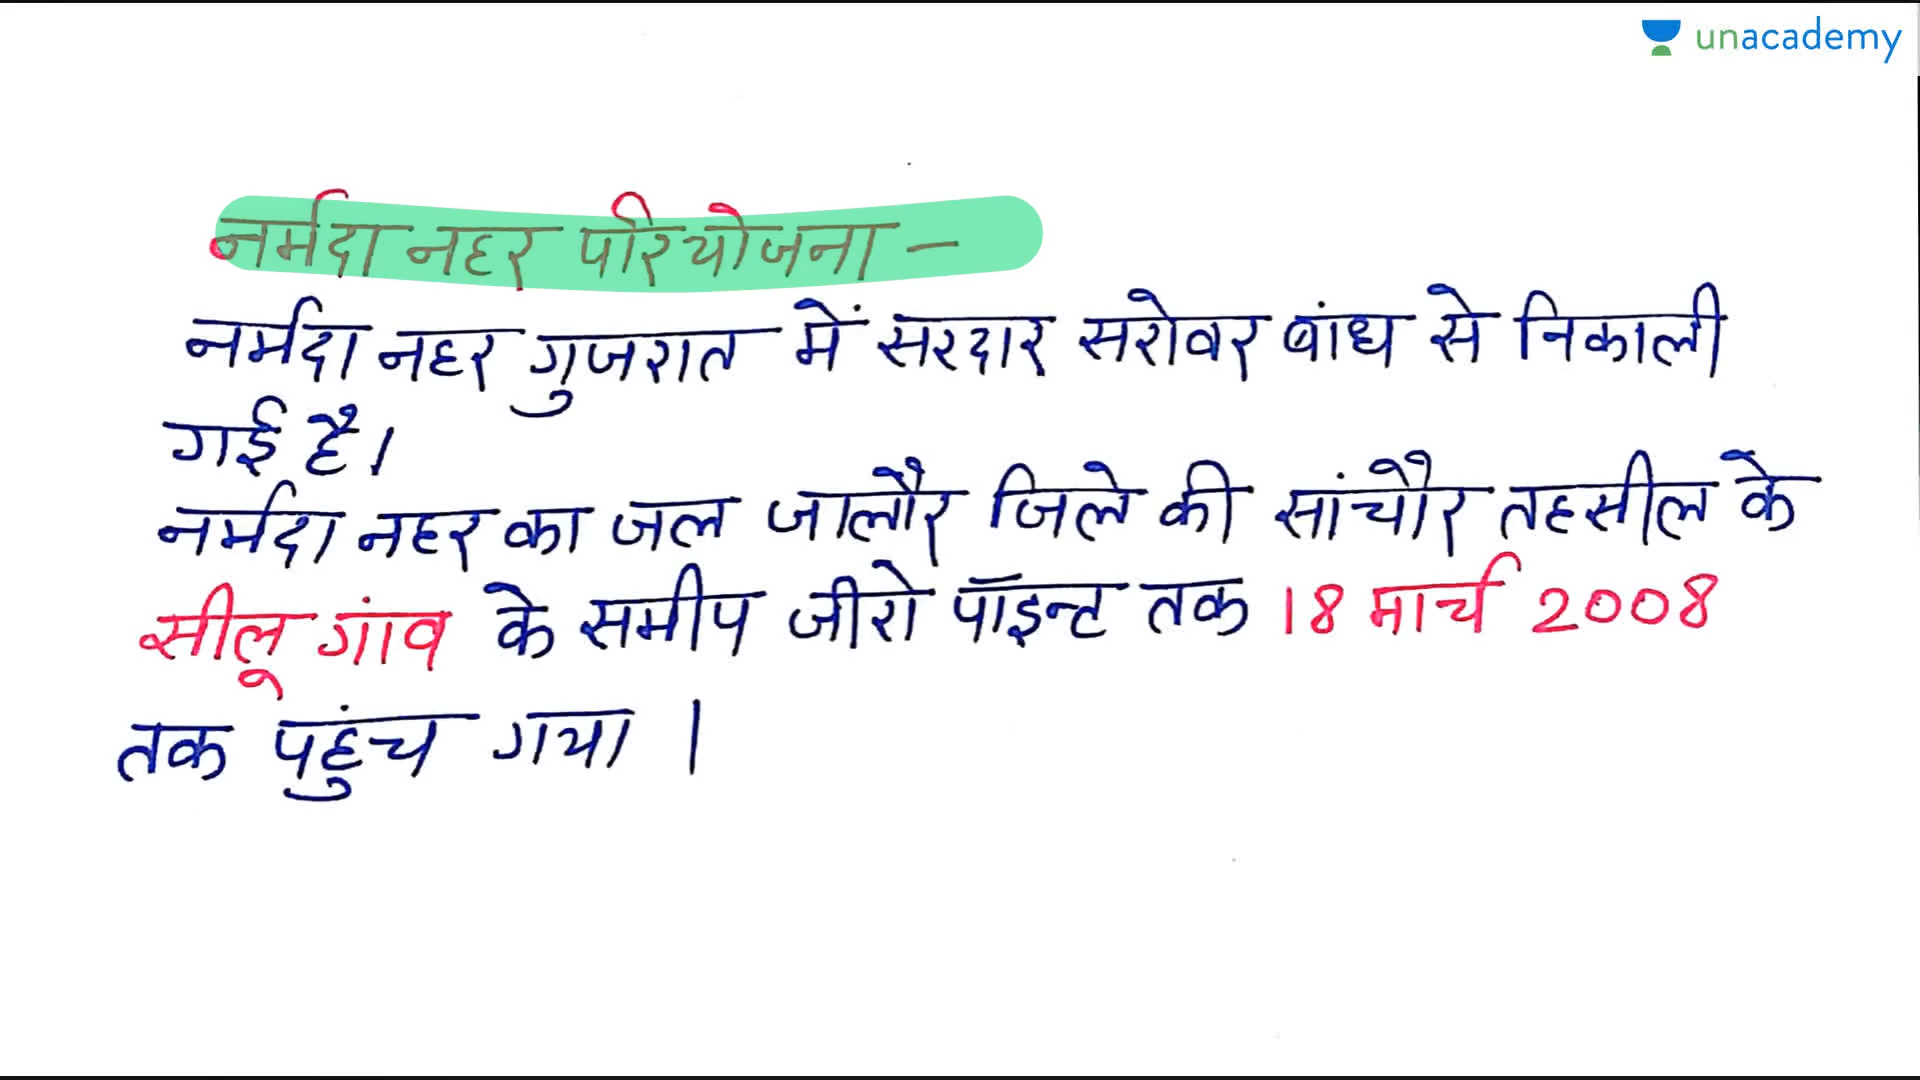 unacademy
नर्मदा नहर परियोजना –
नर्मदा नहर गुजरात में सरदार सरोवर बांध से निकाली
गई है।
नर्मदा नहर का जल जालौर जिले की सांचौर तहसील के
सीलू गांव के समीप जीरो पॉइन्ट तक 18 मार्च 2008
तक पहुंच गया ।